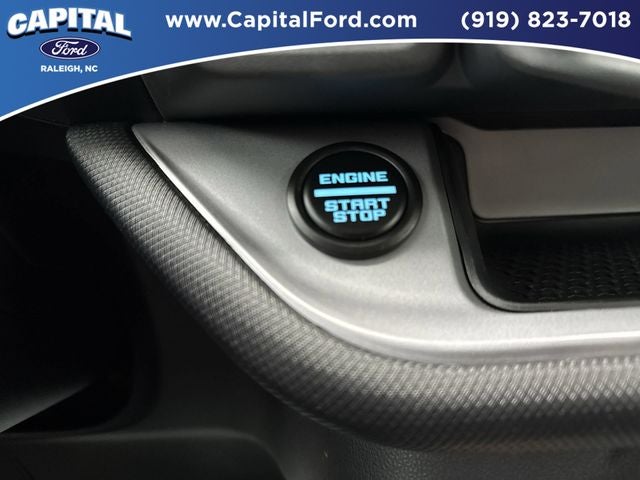 CAPITAL
Ford
RALEIGH, NC
www.CapitalFord.com
(919) 823-7018
ENGINE
START
STOP